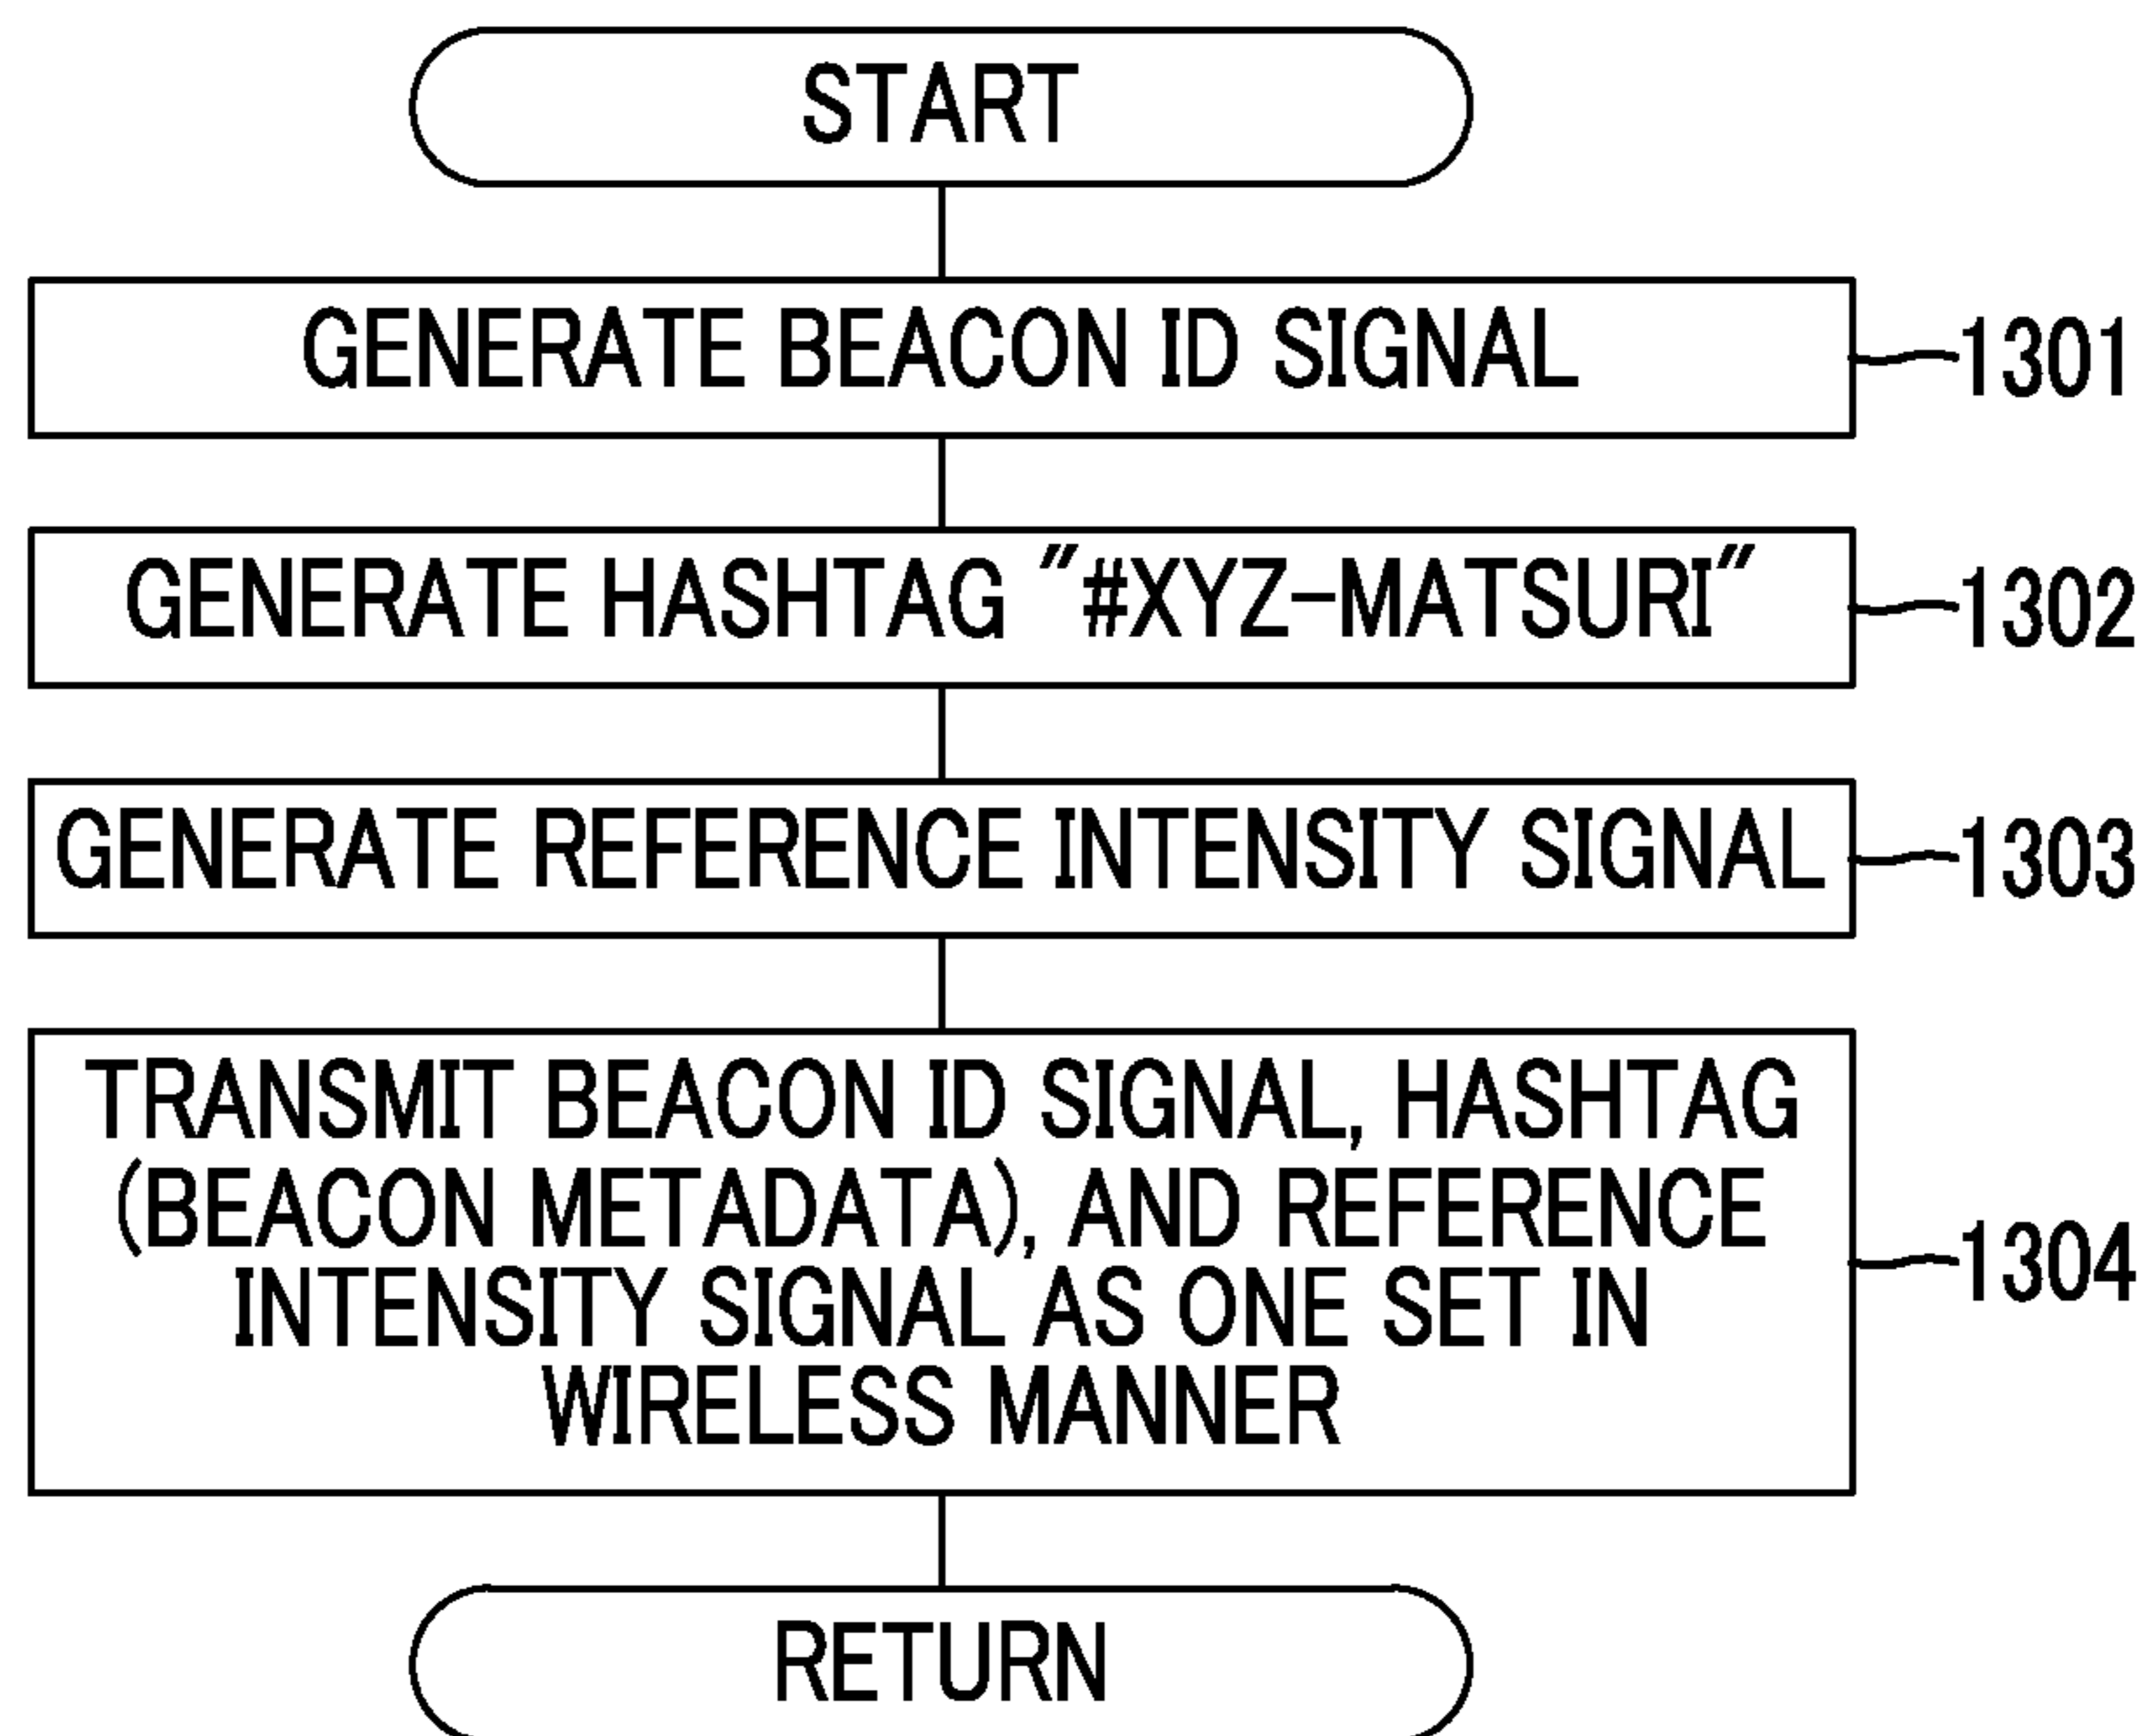 START
GENERATE BEACON ID SIGNAL
1301
GENERATE HASHTAG "#XYZ-MATSURI"
1302
GENERATE REFERENCE INTENSITY SIGNAL
1303
TRANSMIT BEACON ID SIGNAL, HASHTAG
(BEACON METADATA), AND REFERENCE
INTENSITY SIGNAL AS ONE SET IN
WIRELESS MANNER
1304
RETURN